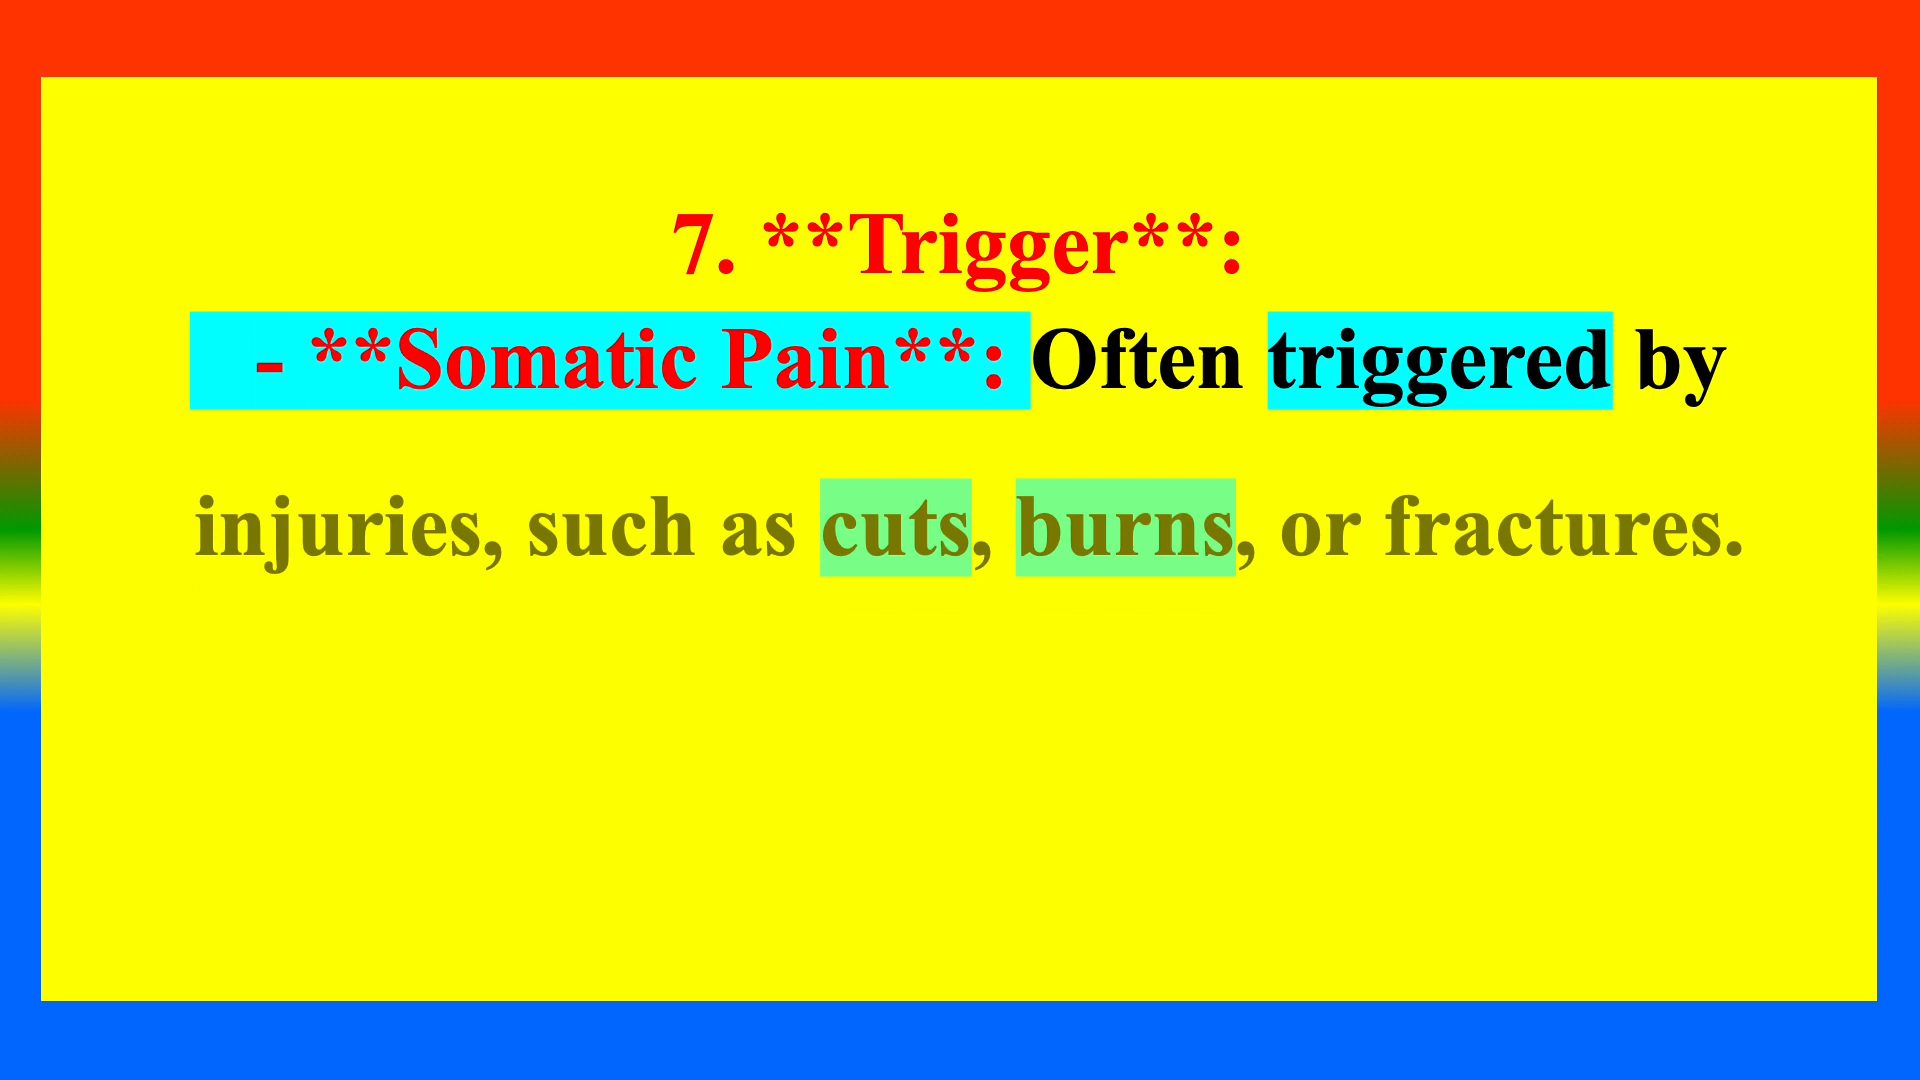 7. **Trigger**:
- **Somatic Pain**: Often triggered by
injuries, such as cuts, burns, or fractures.